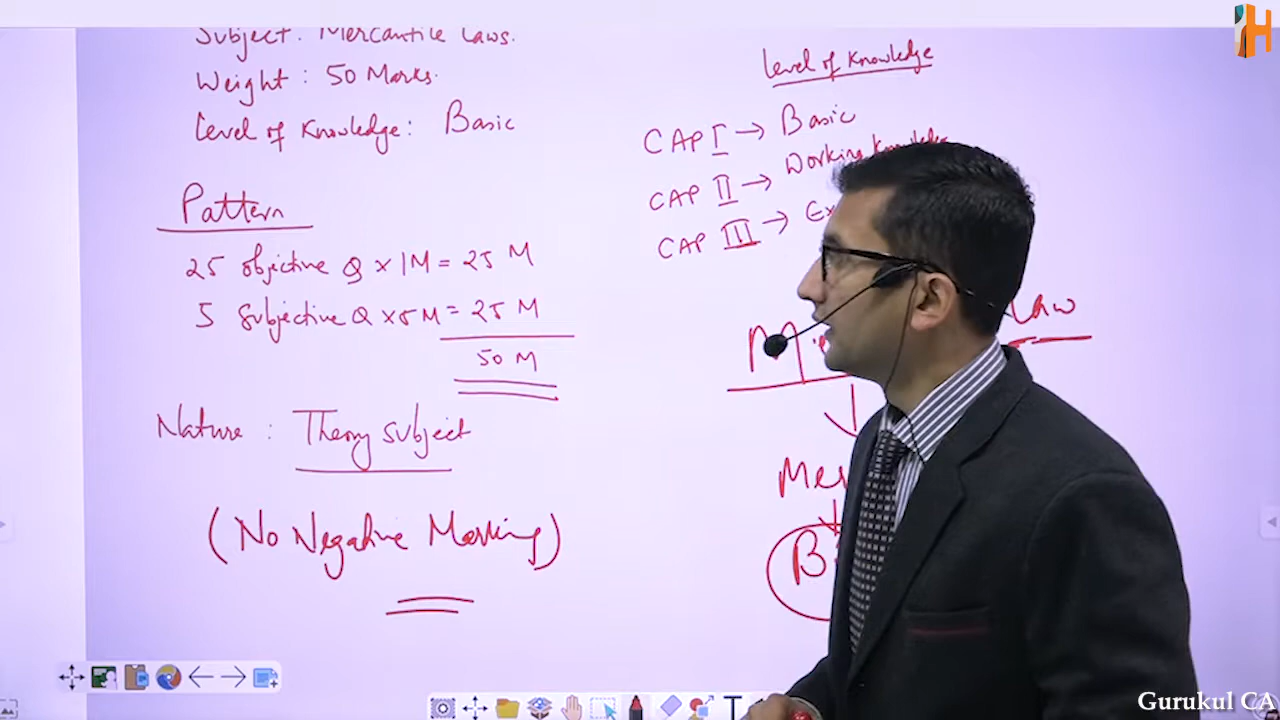 Subject: Mercantile Laws.
Weight: 50 Marks.
Level of Knowledge: Basic
Pattern
25 Objective Q × 1M = 25 M
5 Subjective Q × 5M = 25 M
50 M
Nature: Theory subject
(No Negative Marking)
Level of Knowledge
CAP I → Basic
CAP II → Working
CAP III →
Law
H
Gurukul CA